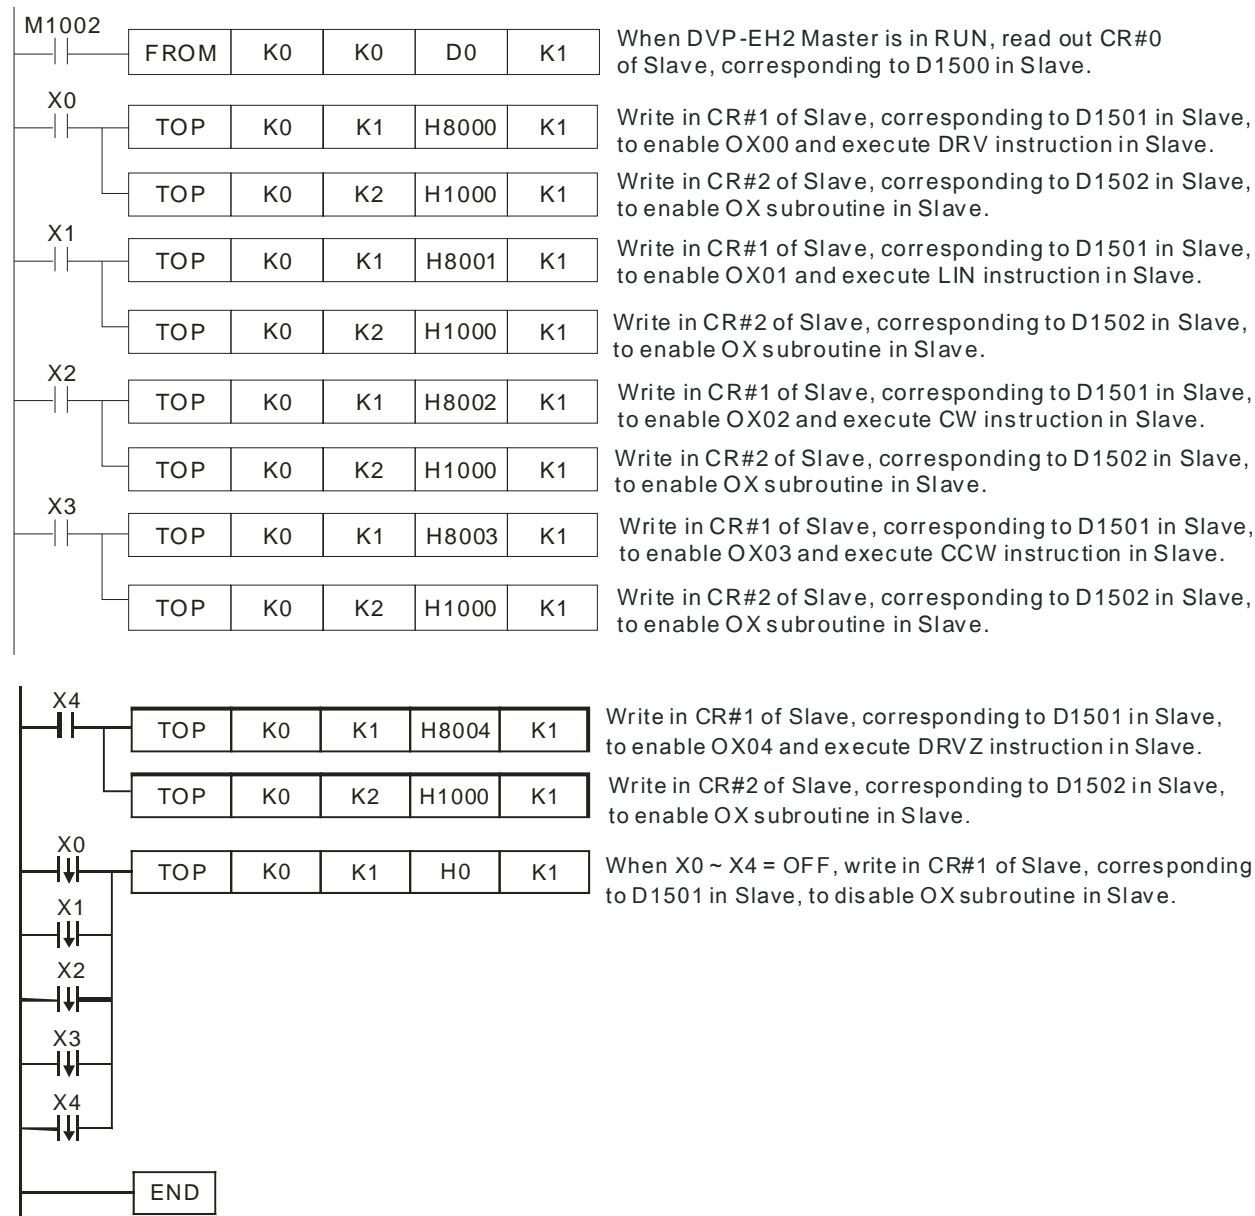 M1002
FROM K0 K0 D0 K1
When DVP-EH2 Master is in RUN, read out CR#0
of Slave, corresponding to D1500 in Slave.
X0
TOP K0 K1 H8000 K1
Write in CR#1 of Slave, corresponding to D1501 in Slave,
to enable OX00 and execute DRV instruction in Slave.
TOP K0 K2 H1000 K1
Write in CR#2 of Slave, corresponding to D1502 in Slave,
to enable OX subroutine in Slave.
X1
TOP K0 K1 H8001 K1
Write in CR#1 of Slave, corresponding to D1501 in Slave,
to enable OX01 and execute LIN instruction in Slave.
TOP K0 K2 H1000 K1
Write in CR#2 of Slave, corresponding to D1502 in Slave,
to enable OX subroutine in Slave.
X2
TOP K0 K1 H8002 K1
Write in CR#1 of Slave, corresponding to D1501 in Slave,
to enable OX02 and execute CW instruction in Slave.
TOP K0 K2 H1000 K1
Write in CR#2 of Slave, corresponding to D1502 in Slave,
to enable OX subroutine in Slave.
X3
TOP K0 K1 H8003 K1
Write in CR#1 of Slave, corresponding to D1501 in Slave,
to enable OX03 and execute CCW instruction in Slave.
TOP K0 K2 H1000 K1
Write in CR#2 of Slave, corresponding to D1502 in Slave,
to enable OX subroutine in Slave.
X4
TOP K0 K1 H8004 K1
Write in CR#1 of Slave, corresponding to D1501 in Slave,
to enable OX04 and execute DRVZ instruction in Slave.
TOP K0 K2 H1000 K1
Write in CR#2 of Slave, corresponding to D1502 in Slave,
to enable OX subroutine in Slave.
X0
TOP K0 K1 H0 K1
When X0 ~ X4 = OFF, write in CR#1 of Slave, corresponding
to D1501 in Slave, to disable OX subroutine in Slave.
X1
X2
X3
X4
END